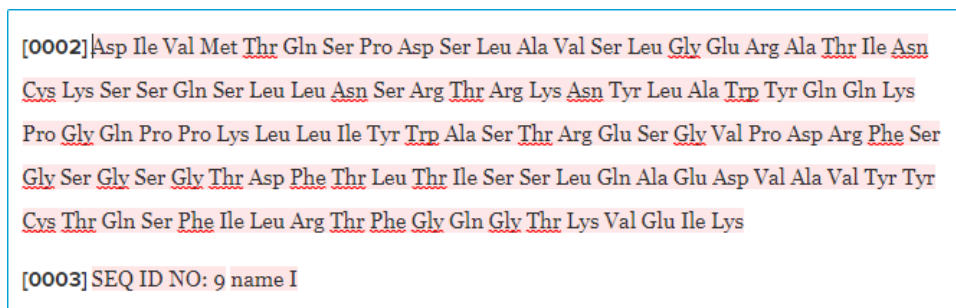 [0002] Asp Ile Val Met Thr Gln Ser Pro Asp Ser Leu Ala Val Ser Leu Gly Glu Arg Ala Thr Ile Asn
Cys Lys Ser Ser Gln Ser Leu Leu Asn Ser Arg Thr Arg Lys Asn Tyr Leu Ala Trp Tyr Gln Gln Lys
Pro Gly Gln Pro Pro Lys Leu Leu Ile Tyr Trp Ala Ser Thr Arg Glu Ser Gly Val Pro Asp Arg Phe Ser
Gly Ser Gly Ser Gly Thr Asp Phe Thr Leu Thr Ile Ser Ser Leu Gln Ala Glu Asp Val Ala Val Tyr Tyr
Cys Thr Gln Ser Phe Ile Leu Arg Thr Phe Gly Gln Gly Thr Lys Val Glu Ile Lys
[0003] SEQ ID NO: 9 name I